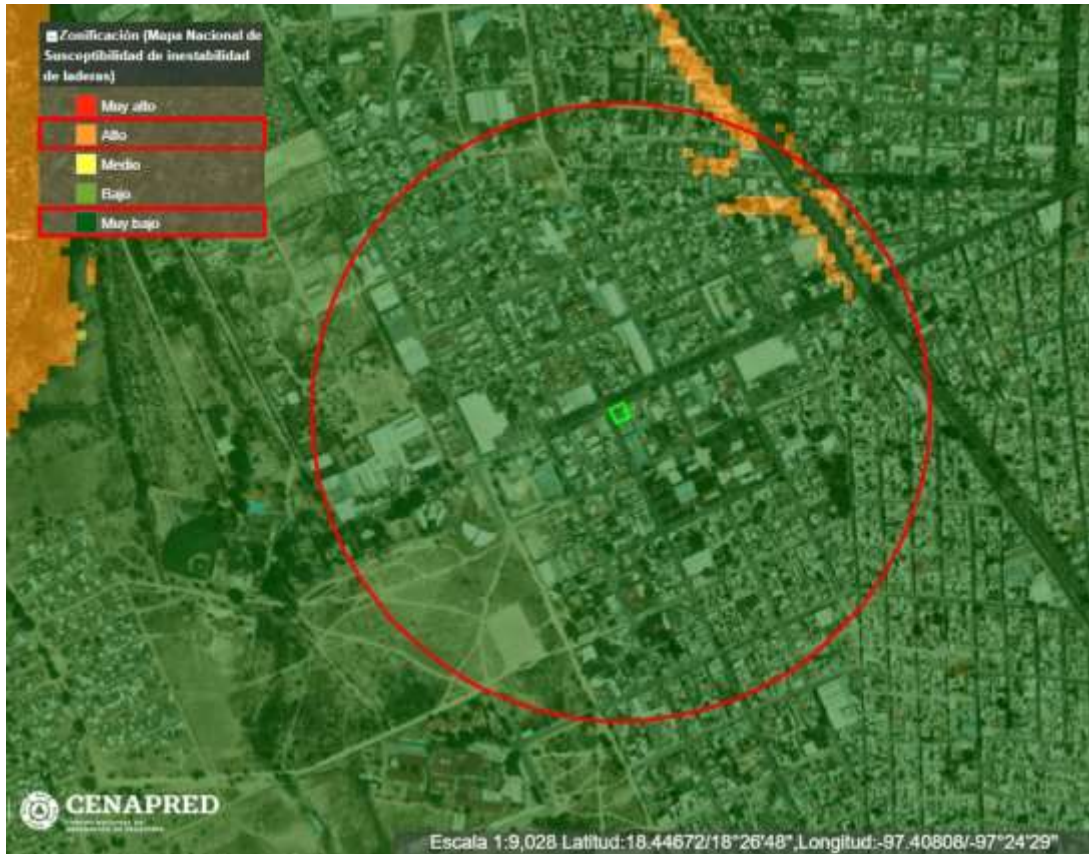 Zonificación (Mapa Nacional de
Susceptibilidad de inestabilidad
de laderas)
Muy alto
Alto
Medio
Bajo
Muy bajo
CENAPRED
Escala 1:9,028 Latitud:18.44672/18°26'48",Longitud:-97.40808/-97°24'29"